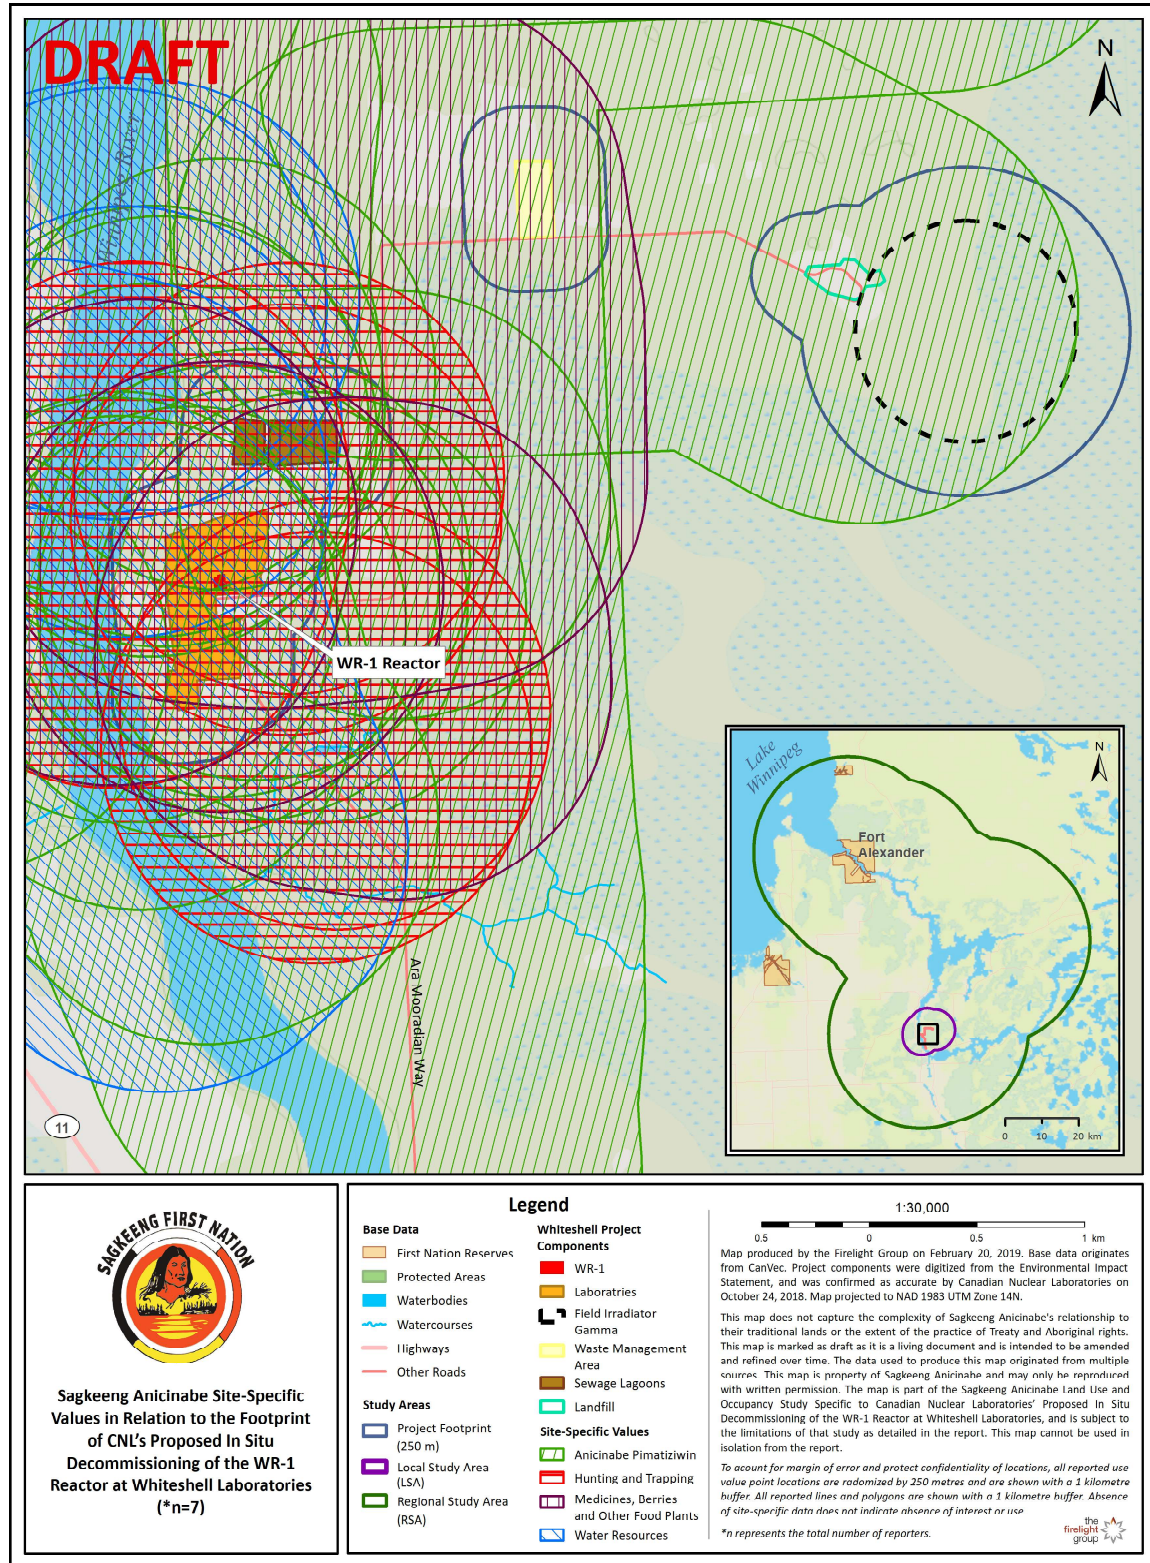 DRAFT
N
Winnipeg River
WR-1 Reactor
Ara Mooradian Way
11
Lake
Winnipeg
N
Fort
Alexander
0 10 20 km
SAGKEENG FIRST NATION
Sagkeeng Anicinabe Site-Specific
Values in Relation to the Footprint
of CNL's Proposed In Situ
Decommissioning of the WR-1
Reactor at Whiteshell Laboratories
(*n=7)
Legend
Base Data
First Nation Reserves
Protected Areas
Waterbodies
Watercourses
Highways
Other Roads
Study Areas
Project Footprint
(250 m)
Local Study Area
(LSA)
Regional Study Area
(RSA)
Whiteshell Project
Components
WR-1
Laboratries
Field Irradiator
Gamma
Waste Management
Area
Sewage Lagoons
Landfill
Site-Specific Values
Anicinabe Pimatiziwin
Hunting and Trapping
Medicines, Berries
and Other Food Plants
Water Resources
1:30,000
0.5 0 0.5 1 km
Map produced by the Firelight Group on February 20, 2019. Base data originates
from CanVec. Project components were digitized from the Environmental Impact
Statement, and was confirmed as accurate by Canadian Nuclear Laboratories on
October 24, 2018. Map projected to NAD 1983 UTM Zone 14N.
This map does not capture the complexity of Sagkeeng Anicinabe's relationship to
their traditional lands or the extent of the practice of Treaty and Aboriginal rights.
This map is marked as draft as it is a living document and is intended to be amended
and refined over time. The data used to produce this map originated from multiple
sources. This map is property of Sagkeeng Anicinabe and may only be reproduced
with written permission. The map is part of the Sagkeeng Anicinabe Land Use and
Occupancy Study Specific to Canadian Nuclear Laboratories' Proposed In Situ
Decommissioning of the WR-1 Reactor at Whiteshell Laboratories, and is subject to
the limitations of that study as detailed in the report. This map cannot be used in
isolation from the report.
To acount for margin of error and protect confidentiality of locations, all reported use
value point locations are radomized by 250 metres and are shown with a 1 kilometre
buffer. All reported lines and polygons are shown with a 1 kilometre buffer. Absence
of site-specific data does not indicate absence of interest or use
*n represents the total number of reporters.
the
firelight
group